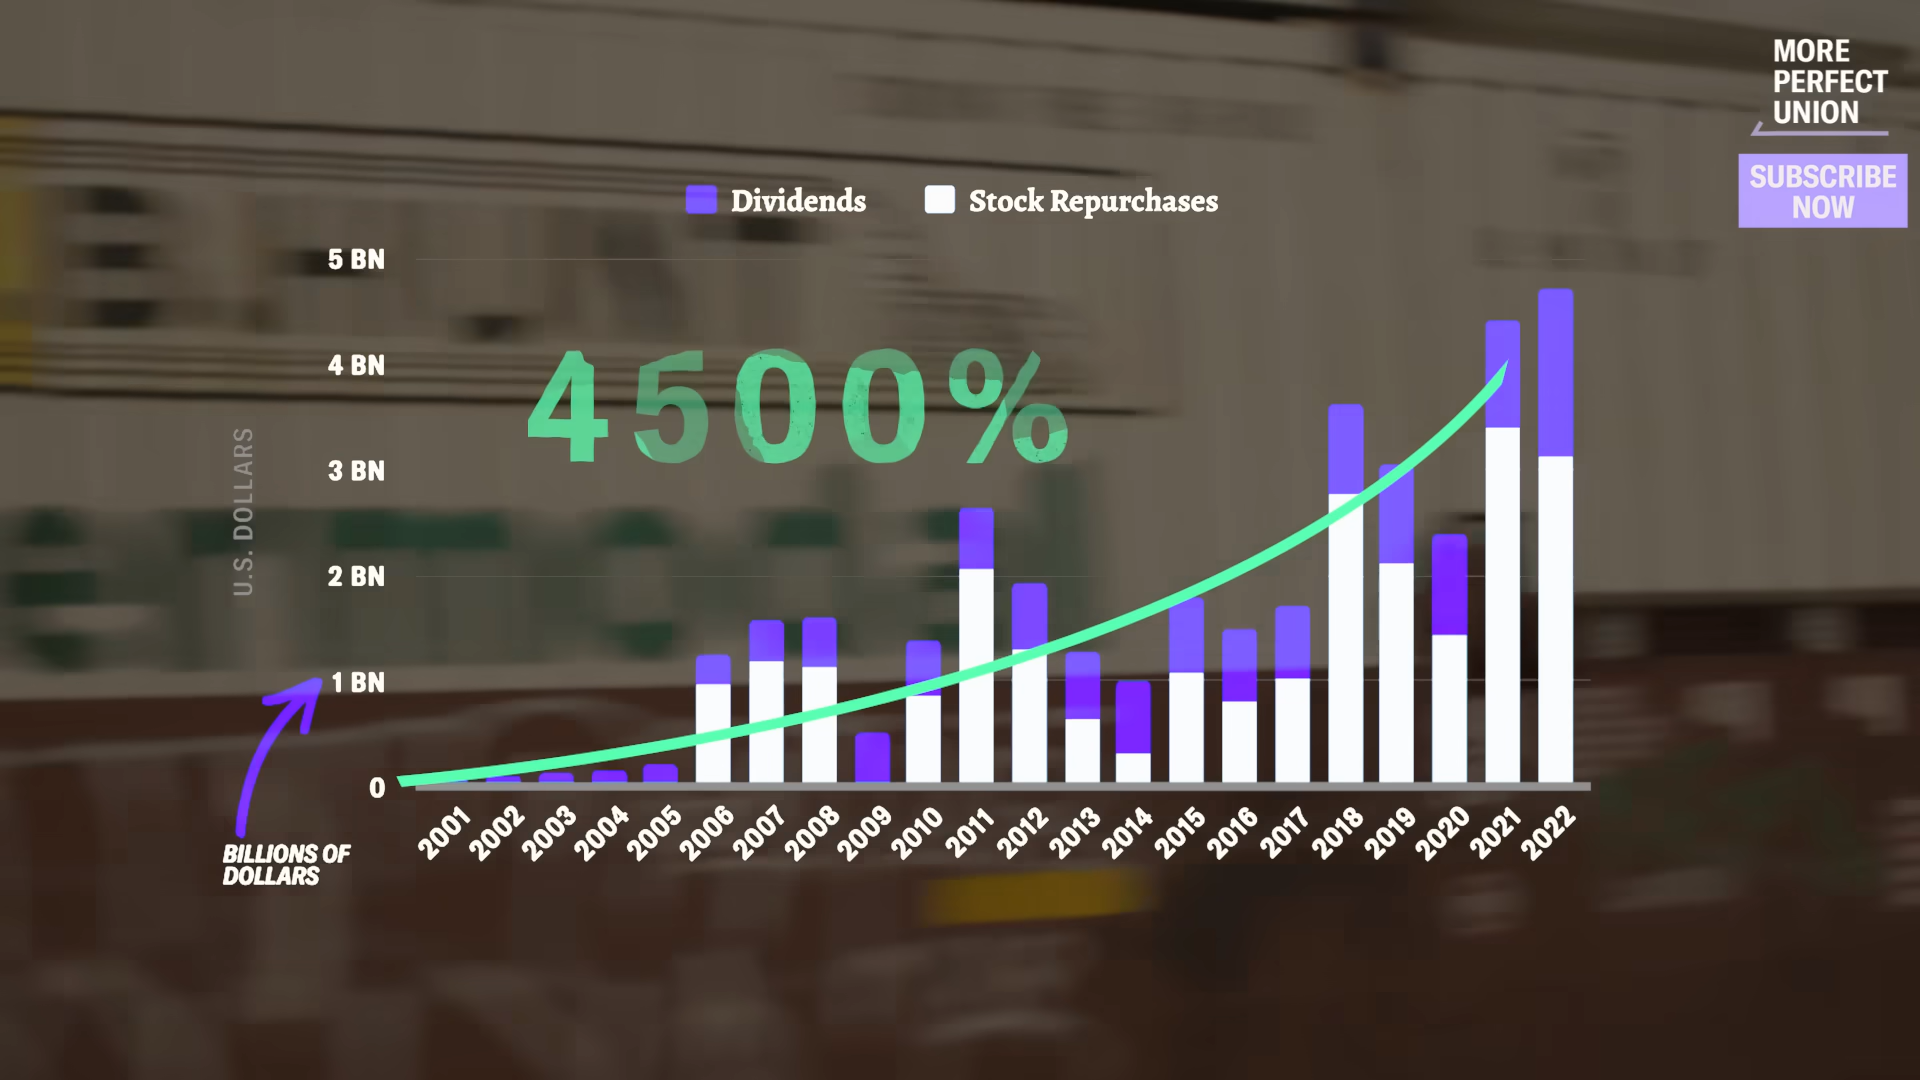 MORE
PERFECT
UNION
SUBSCRIBE
NOW
Dividends
Stock Repurchases
5 BN
4 BN
3 BN
2 BN
1 BN
0
U.S. DOLLARS
4500%
BILLIONS OF
DOLLARS
2001
2002
2003
2004
2005
2006
2007
2008
2009
2010
2011
2012
2013
2014
2015
2016
2017
2018
2019
2020
2021
2022